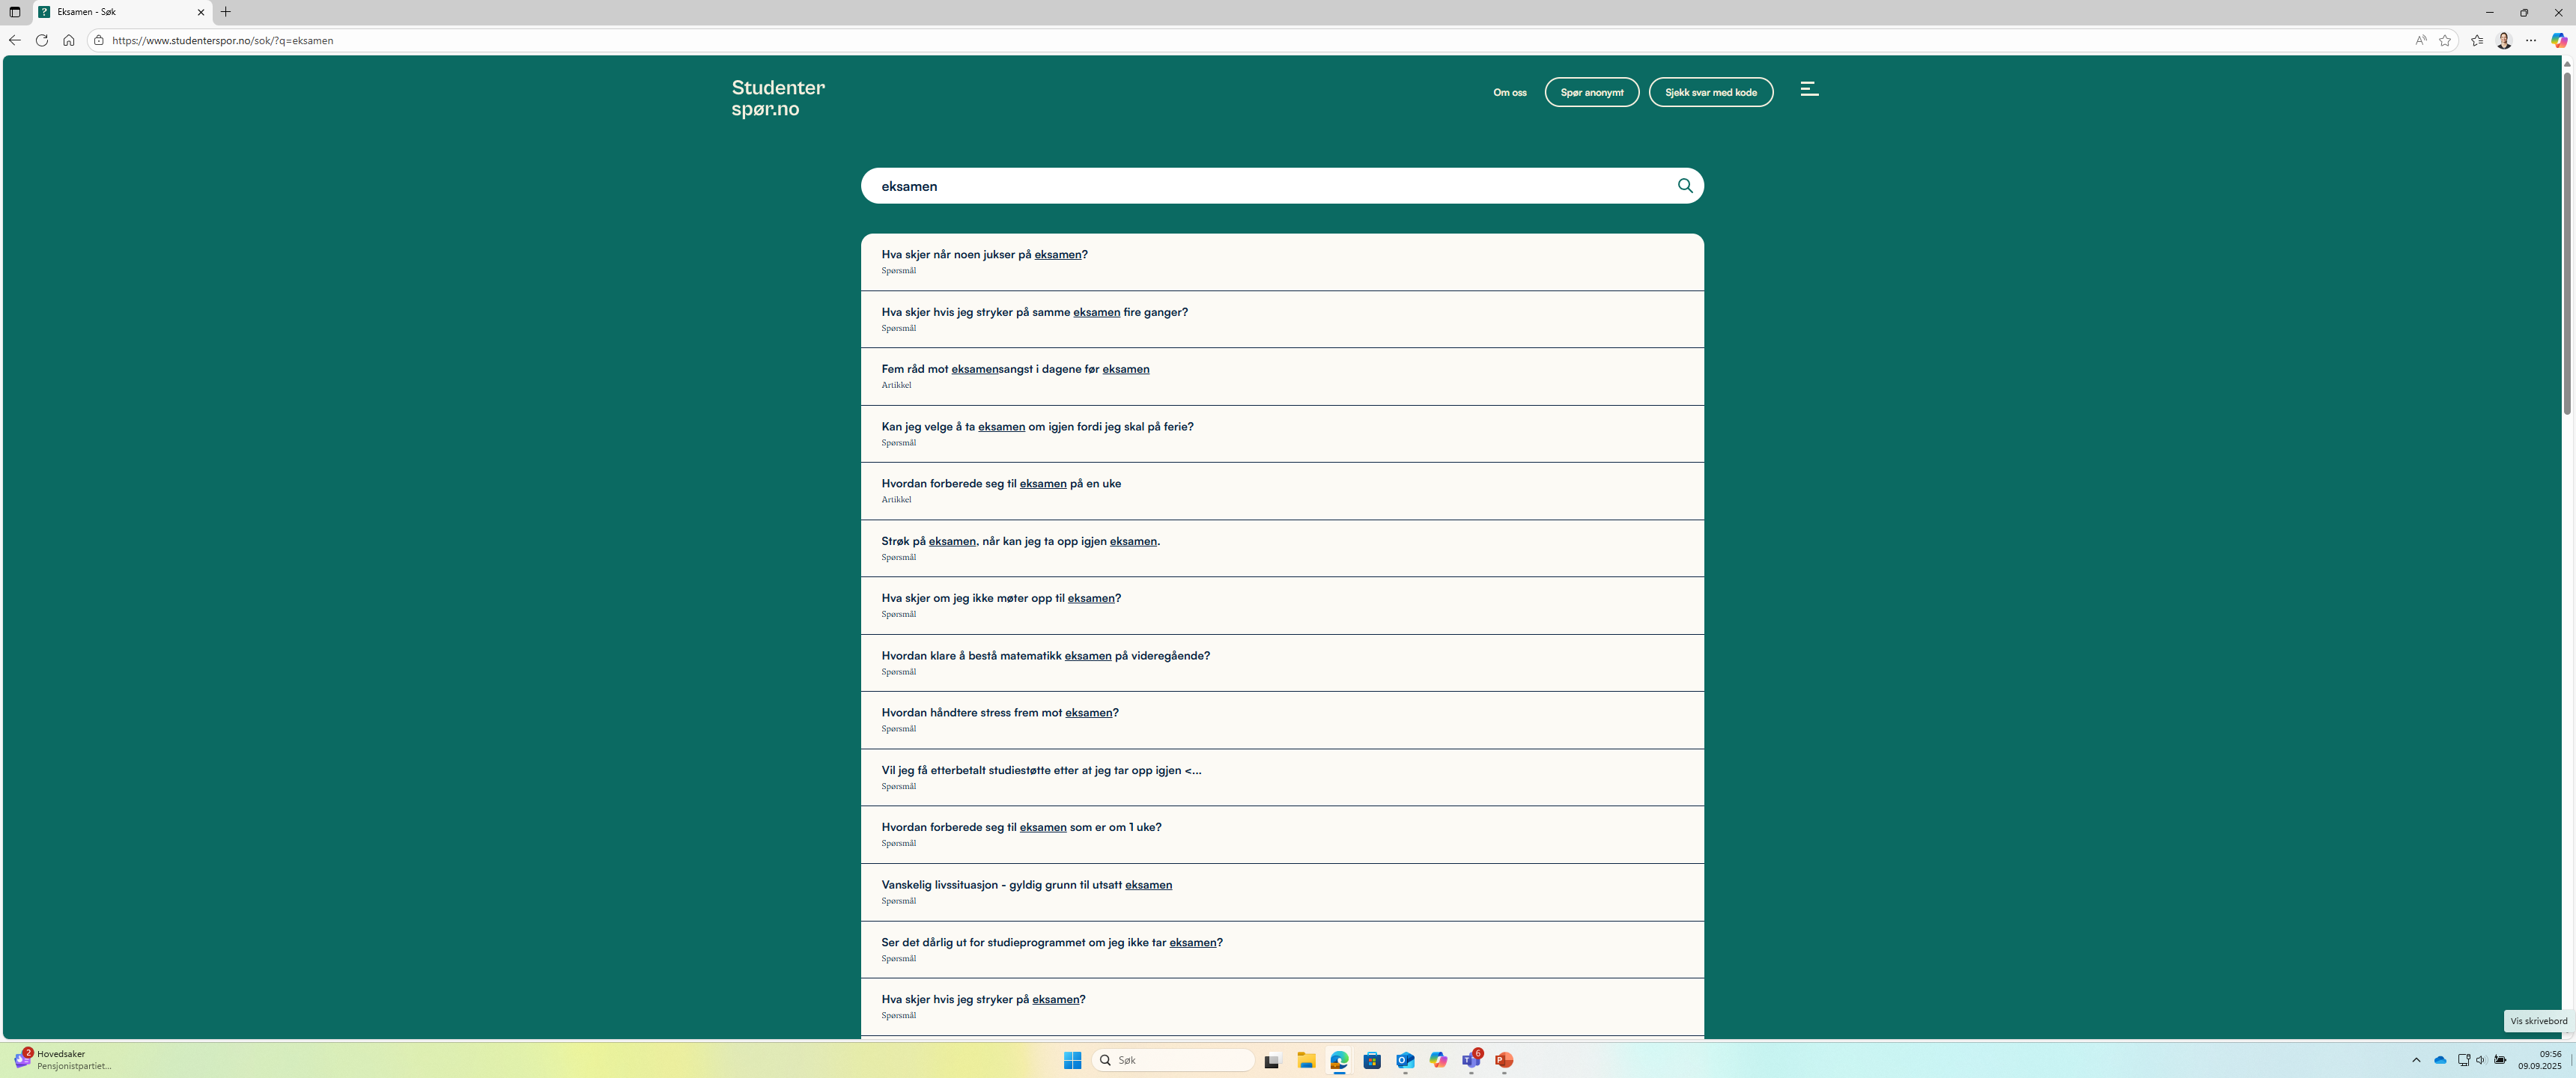 Eksamen - Søk
https://www.studenterspor.no/sok/?q=eksamen
Studenter
spør.no
Om oss
Spør anonymt
Sjekk svar med kode
eksamen
Hva skjer når noen jukser på eksamen?
Spørsmål
Hva skjer hvis jeg stryker på samme eksamen fire ganger?
Spørsmål
Fem råd mot eksamensangst i dagene før eksamen
Artikkel
Kan jeg velge å ta eksamen om igjen fordi jeg skal på ferie?
Spørsmål
Hvordan forberede seg til eksamen på en uke
Artikkel
Strøk på eksamen, når kan jeg ta opp igjen eksamen.
Spørsmål
Hva skjer om jeg ikke møter opp til eksamen?
Spørsmål
Hvordan klare å bestå matematikk eksamen på videregående?
Spørsmål
Hvordan håndtere stress frem mot eksamen?
Spørsmål
Vil jeg få etterbetalt studiestøtte etter at jeg tar opp igjen <...
Spørsmål
Hvordan forberede seg til eksamen som er om 1 uke?
Spørsmål
Vanskelig livssituasjon - gyldig grunn til utsatt eksamen
Spørsmål
Ser det dårlig ut for studieprogrammet om jeg ikke tar eksamen?
Spørsmål
Hva skjer hvis jeg stryker på eksamen?
Spørsmål
Vis skrivebord
2
Hovedsaker
Pensjonistpartiet...
Søk
6
09:56
09.09.2025